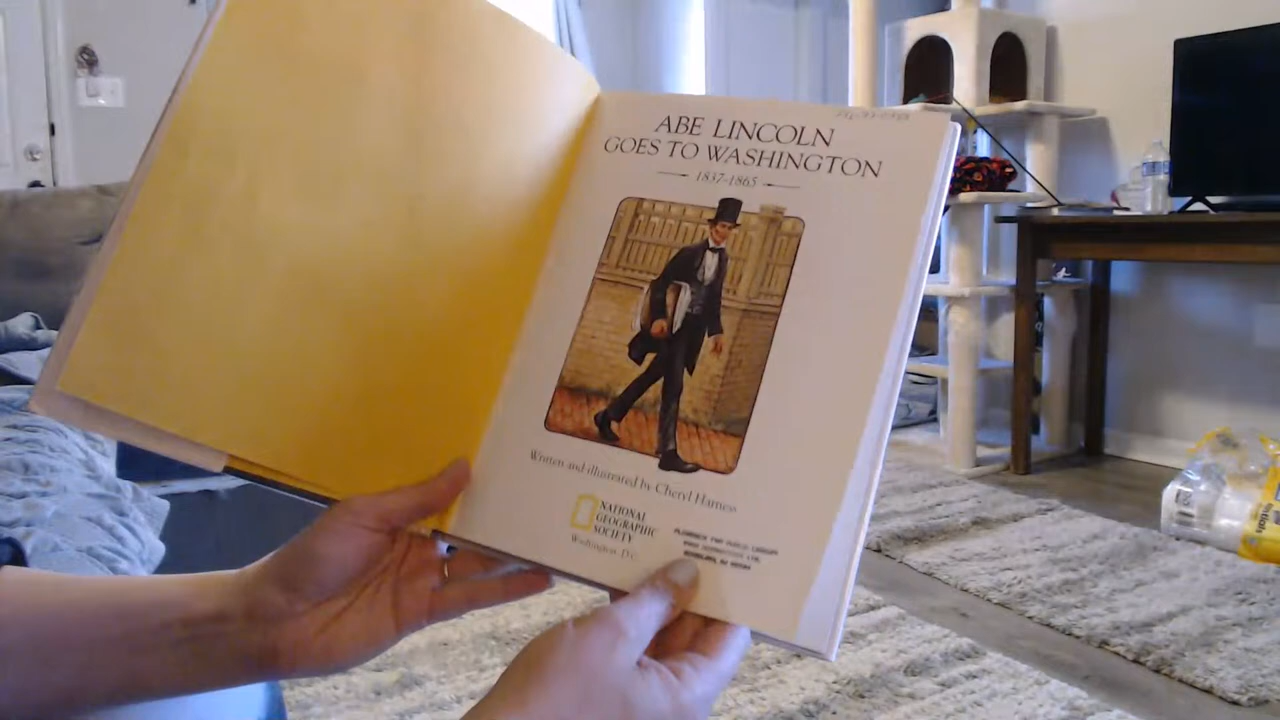 ABE LINCOLN
GOES TO WASHINGTON
1837-1865
Written and illustrated by Cheryl Harness
NATIONAL
GEOGRAPHIC
SOCIETY
Washington, D.C.